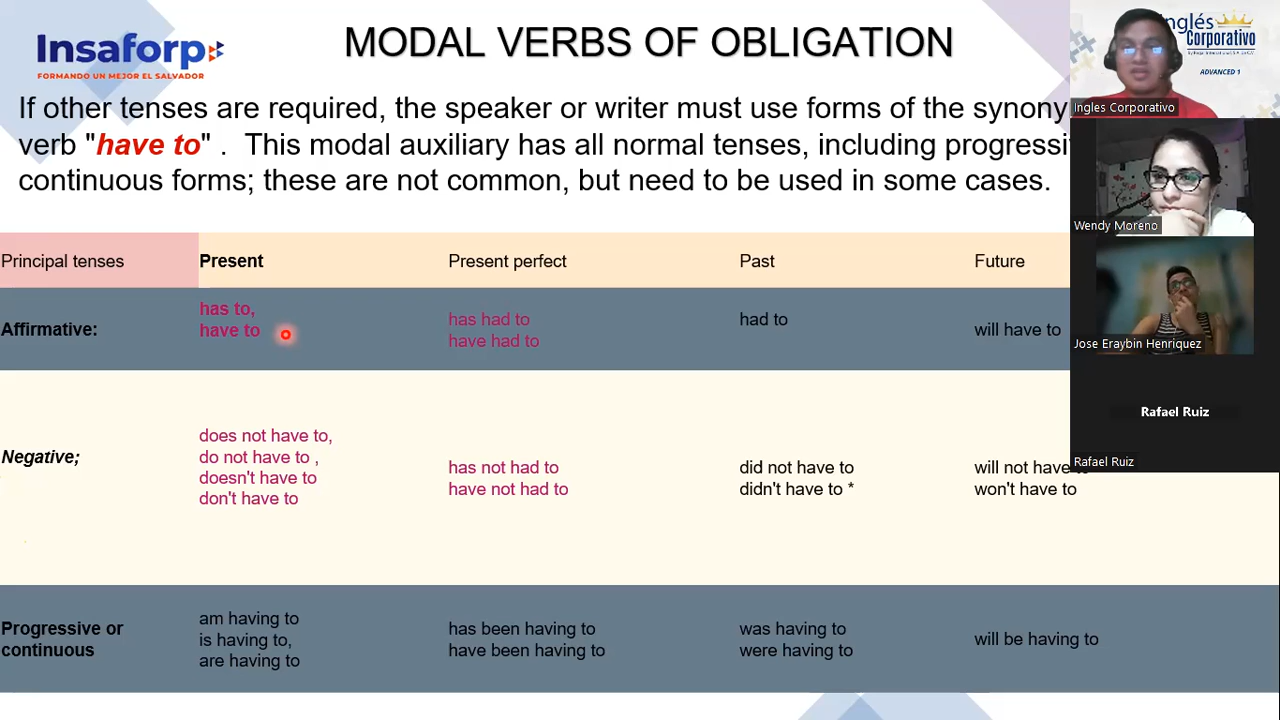 Insaforp
FORMANDO UN MEJOR EL SALVADOR
MODAL VERBS OF OBLIGATION
If other tenses are required, the speaker or writer must use forms of the
verb "have to" . This modal auxiliary has all normal tenses, including
continuous forms; these are not common, but need to be used in some cases.
Principal tenses Present Present perfect Past Future
Affirmative:
has to,
have to
has had to
have had to
had to
will have to
Negative;
does not have to,
do not have to ,
doesn't have to
don't have to
has not had to
have not had to
did not have to
didn't have to *
will not have
won't have to
Progressive or
continuous
am having to
is having to,
are having to
has been having to
have been having to
was having to
were having to
will be having to
Inglés
Corporativo
ADVANCED 1
Ingles Corporativo
Wendy Moreno
Jose Eraybin Henriquez
Rafael Ruiz
Rafael Ruiz